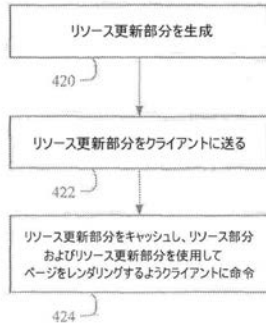 リソース更新部分を生成
420
リソース更新部分をクライアントに送る
422
リソース更新部分をキャッシュし、リソース部分
およびリソース更新部分を使用して
ページをレンダリングするようクライアントに命令
424